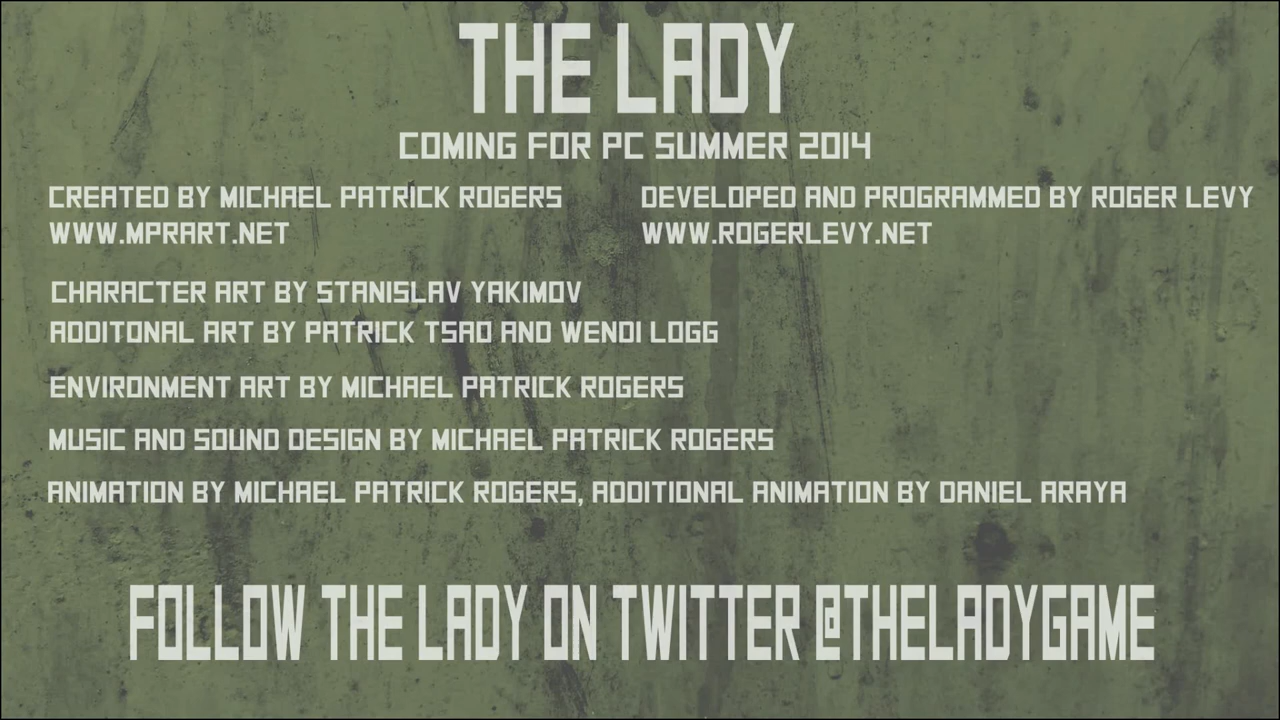 THE LADY
COMING FOR PC SUMMER 2014
CREATED BY MICHAEL PATRICK ROGERS
WWW.MPRART.NET
DEVELOPED AND PROGRAMMED BY ROGER LEVY
WWW.ROGERLEVY.NET
CHARACTER ART BY STANISLAV YAKIMOV
ADDITONAL ART BY PATRICK TSAO AND WENDI LOGG
ENVIRONMENT ART BY MICHAEL PATRICK ROGERS
MUSIC AND SOUND DESIGN BY MICHAEL PATRICK ROGERS
ANIMATION BY MICHAEL PATRICK ROGERS, ADDITIONAL ANIMATION BY DANIEL ARAYA
FOLLOW THE LADY ON TWITTER @THELADYGAME